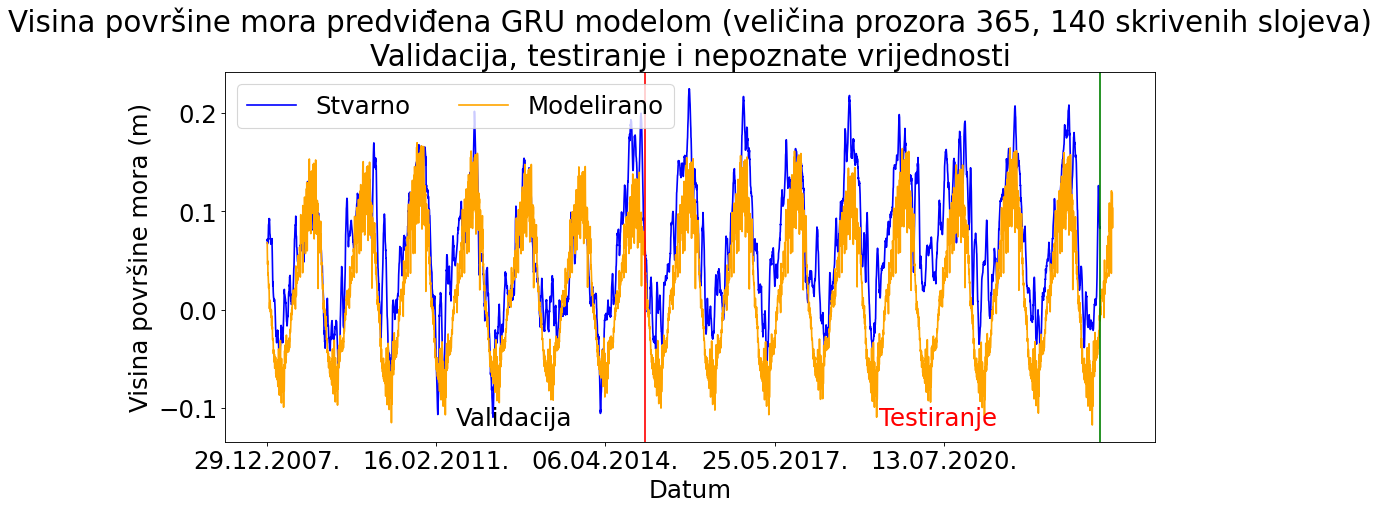 Visina površine mora predviđena GRU modelom (veličina prozora 365, 140 skrivenih slojeva)
Validacija, testiranje i nepoznate vrijednosti
Stvarno
Modelirano
Visina površine mora (m)
0.2
0.1
0.0
−0.1
Validacija
Testiranje
29.12.2007.
16.02.2011.
06.04.2014.
25.05.2017.
13.07.2020.
Datum